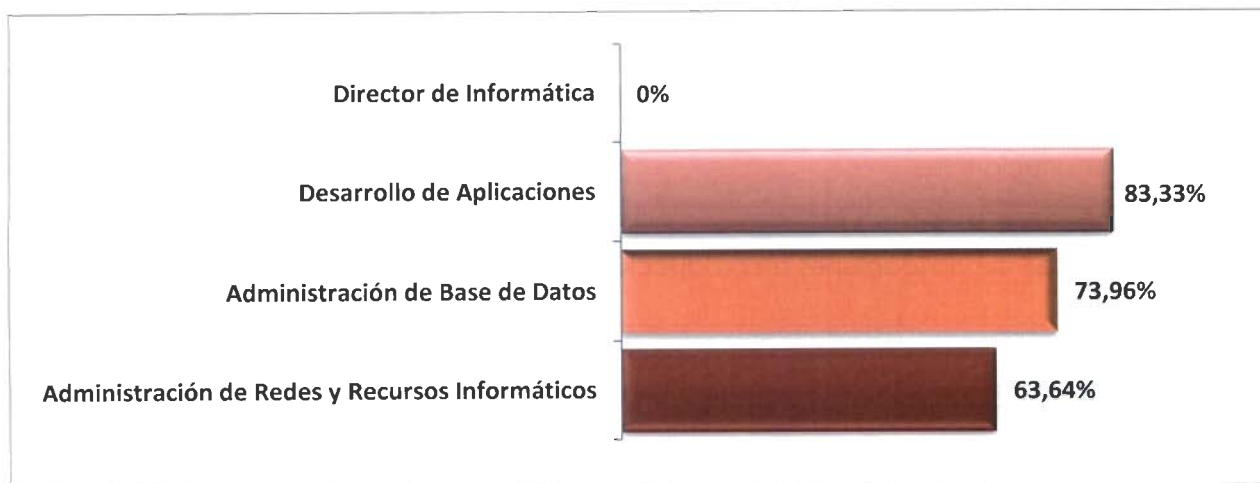 Director de Informática 0%
Desarrollo de Aplicaciones 83,33%
Administración de Base de Datos 73,96%
Administración de Redes y Recursos Informáticos 63,64%